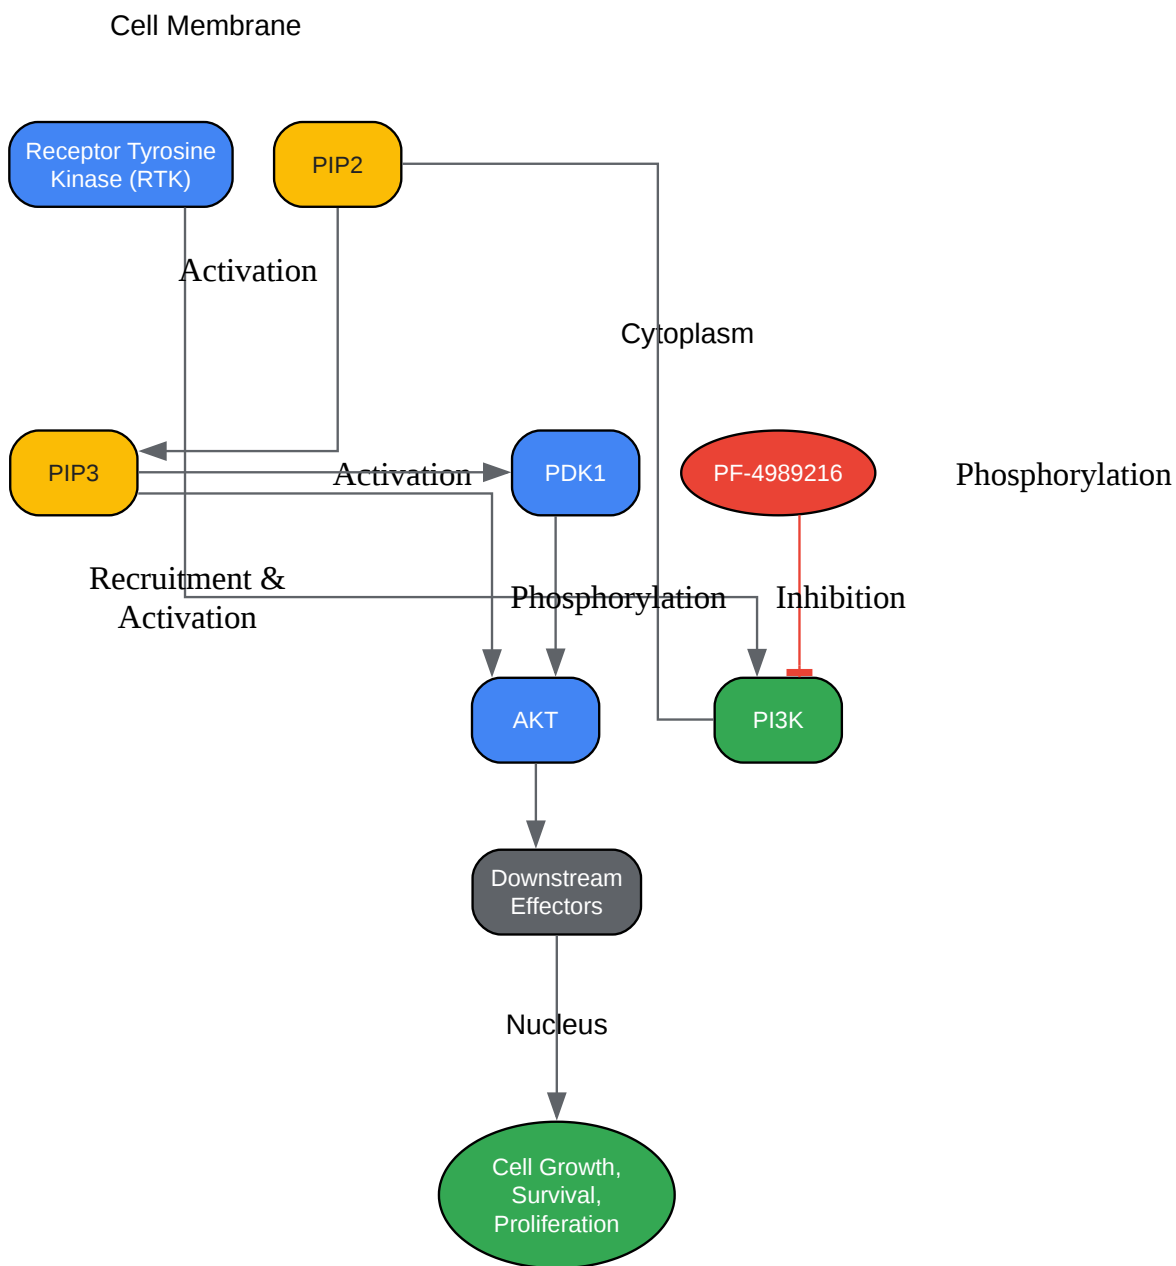 Cell Membrane
Receptor Tyrosine
Kinase (RTK)
PIP2
Activation
Cytoplasm
PIP3
Activation
PDK1
PF-4989216
Phosphorylation
Recruitment &
Activation
Phosphorylation
Inhibition
AKT
PI3K
Downstream
Effectors
Nucleus
Cell Growth,
Survival,
Proliferation